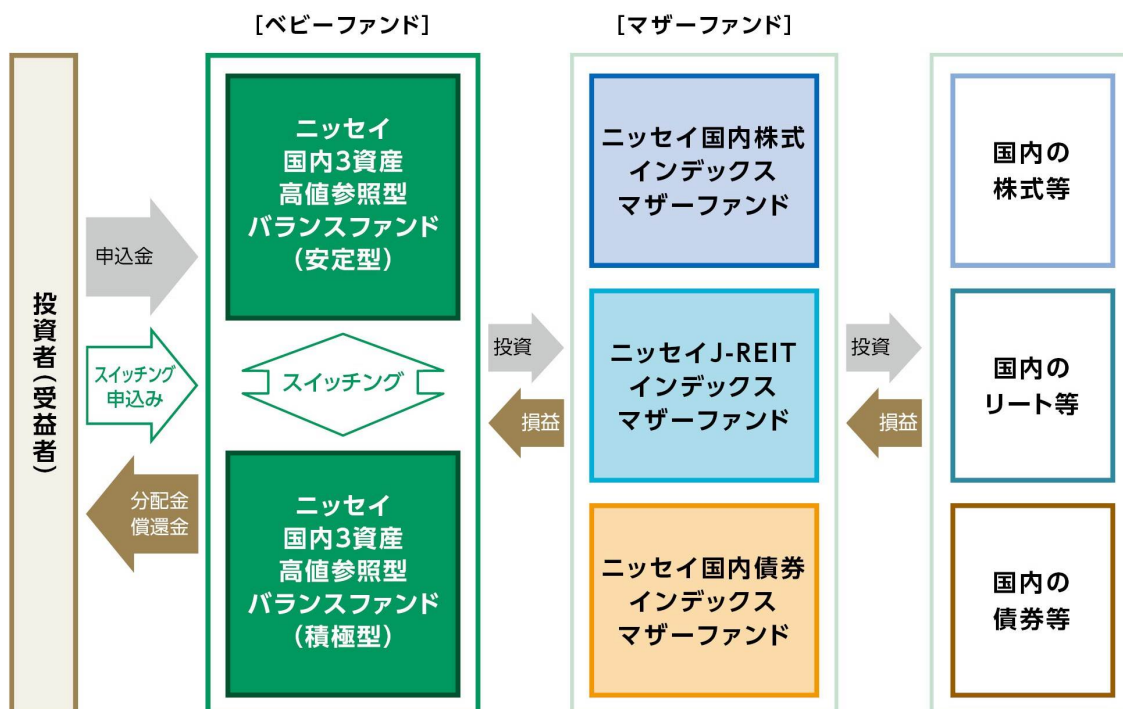 [ベビーファンド]
[マザーファンド]
投資者(受益者)
申込金
スイッチング
申込み
分配金
償還金
ニッセイ
国内3資産
高値参照型
バランスファンド
(安定型)
スイッチング
ニッセイ
国内3資産
高値参照型
バランスファンド
(積極型)
投資
損益
ニッセイ国内株式
インデックス
マザーファンド
ニッセイJ-REIT
インデックス
マザーファンド
ニッセイ国内債券
インデックス
マザーファンド
投資
損益
国内の
株式等
国内の
リート等
国内の
債券等